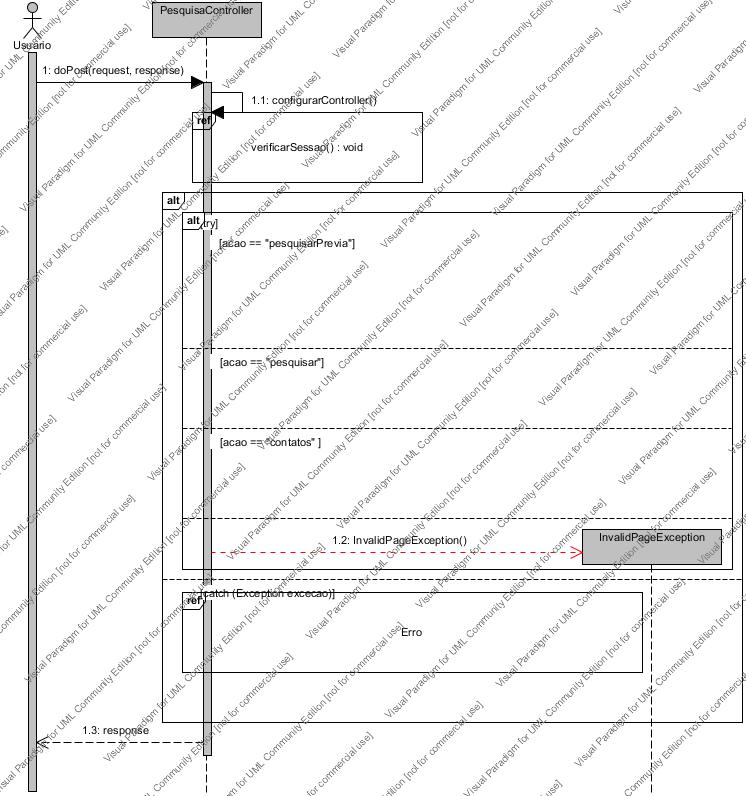 PesquisaController
Usuario
1: doPost(request, response)
1.1: configurarController()
ref
verificarSessao() : void
alt
alt
[try]
[acao == "pesquisarPrevia"]
[acao == "pesquisar"]
[acao == "contatos" ]
1.2: InvalidPageException()
InvalidPageException
[catch (Exception excecao)]
ref
Erro
1.3: response
Visual Paradigm for UML Community Edition [not for commercial use]